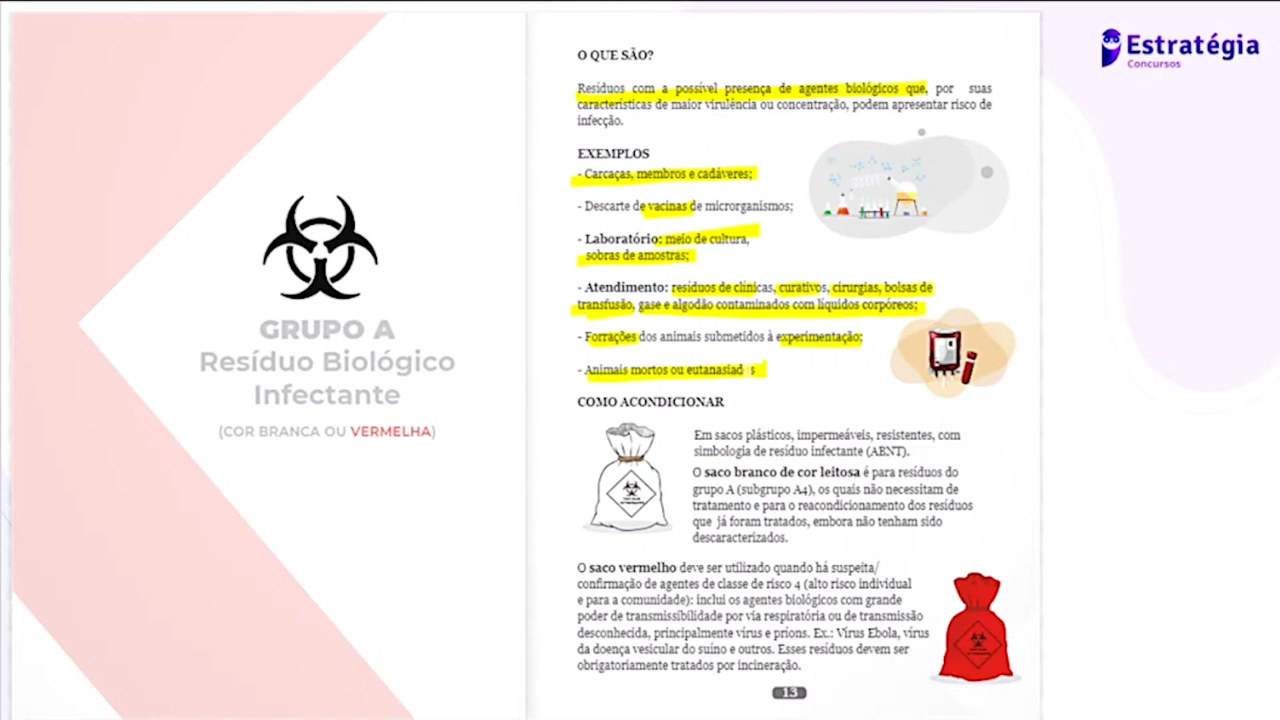 GRUPO A
Resíduo Biológico
Infectante
(COR BRANCA OU VERMELHA)
O QUE SÃO?
Resíduos com a possível presença de agentes biológicos que, por suas
características de maior virulência ou concentração, podem apresentar risco de
infecção.
EXEMPLOS
- Carcaças, membros e cadáveres;
- Descarte de vacinas de microrganismos;
- Laboratório: meio de cultura,
sobras de amostras;
- Atendimento: resíduos de clínicas, curativos, cirurgias, bolsas de
transfusão, gase e algodão contaminados com líquidos corpóreos;
- Forrações dos animais submetidos à experimentação;
- Animais mortos ou eutanasiados
COMO ACONDICIONAR
Em sacos plásticos, impermeáveis, resistentes, com
simbologia de resíduo infectante (ABNT).
O saco branco de cor leitosa é para resíduos do
grupo A (subgrupo A4), os quais não necessitam de
tratamento e para o reacondicionamento dos resíduos
que já foram tratados, embora não tenham sido
descaracterizados.
O saco vermelho deve ser utilizado quando há suspeita/
confirmação de agentes de classe de risco 4 (alto risco individual
e para a comunidade): inclui os agentes biológicos com grande
poder de transmissibilidade por via respiratória ou de transmissão
desconhecida, principalmente vírus e príons. Ex.: Vírus Ebola, vírus
da doença vesicular do suíno e outros. Esses resíduos devem ser
obrigatoriamente tratados por incineração.
13
Estratégia
Concursos